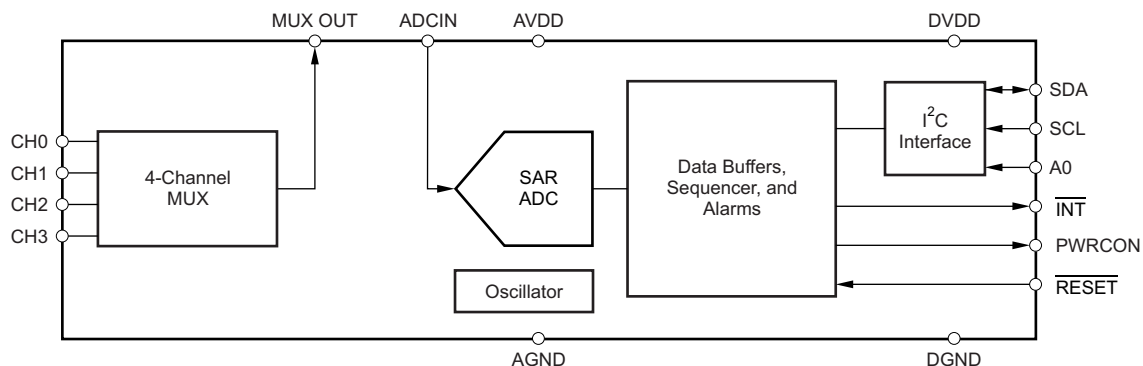 MUX OUT
ADCIN
AVDD
DVDD
CH0
CH1
CH2
CH3
4-Channel
MUX
SAR
ADC
Oscillator
Data Buffers,
Sequencer, and
Alarms
I²C
Interface
SDA
SCL
A0
INT
PWRCON
RESET
AGND
DGND